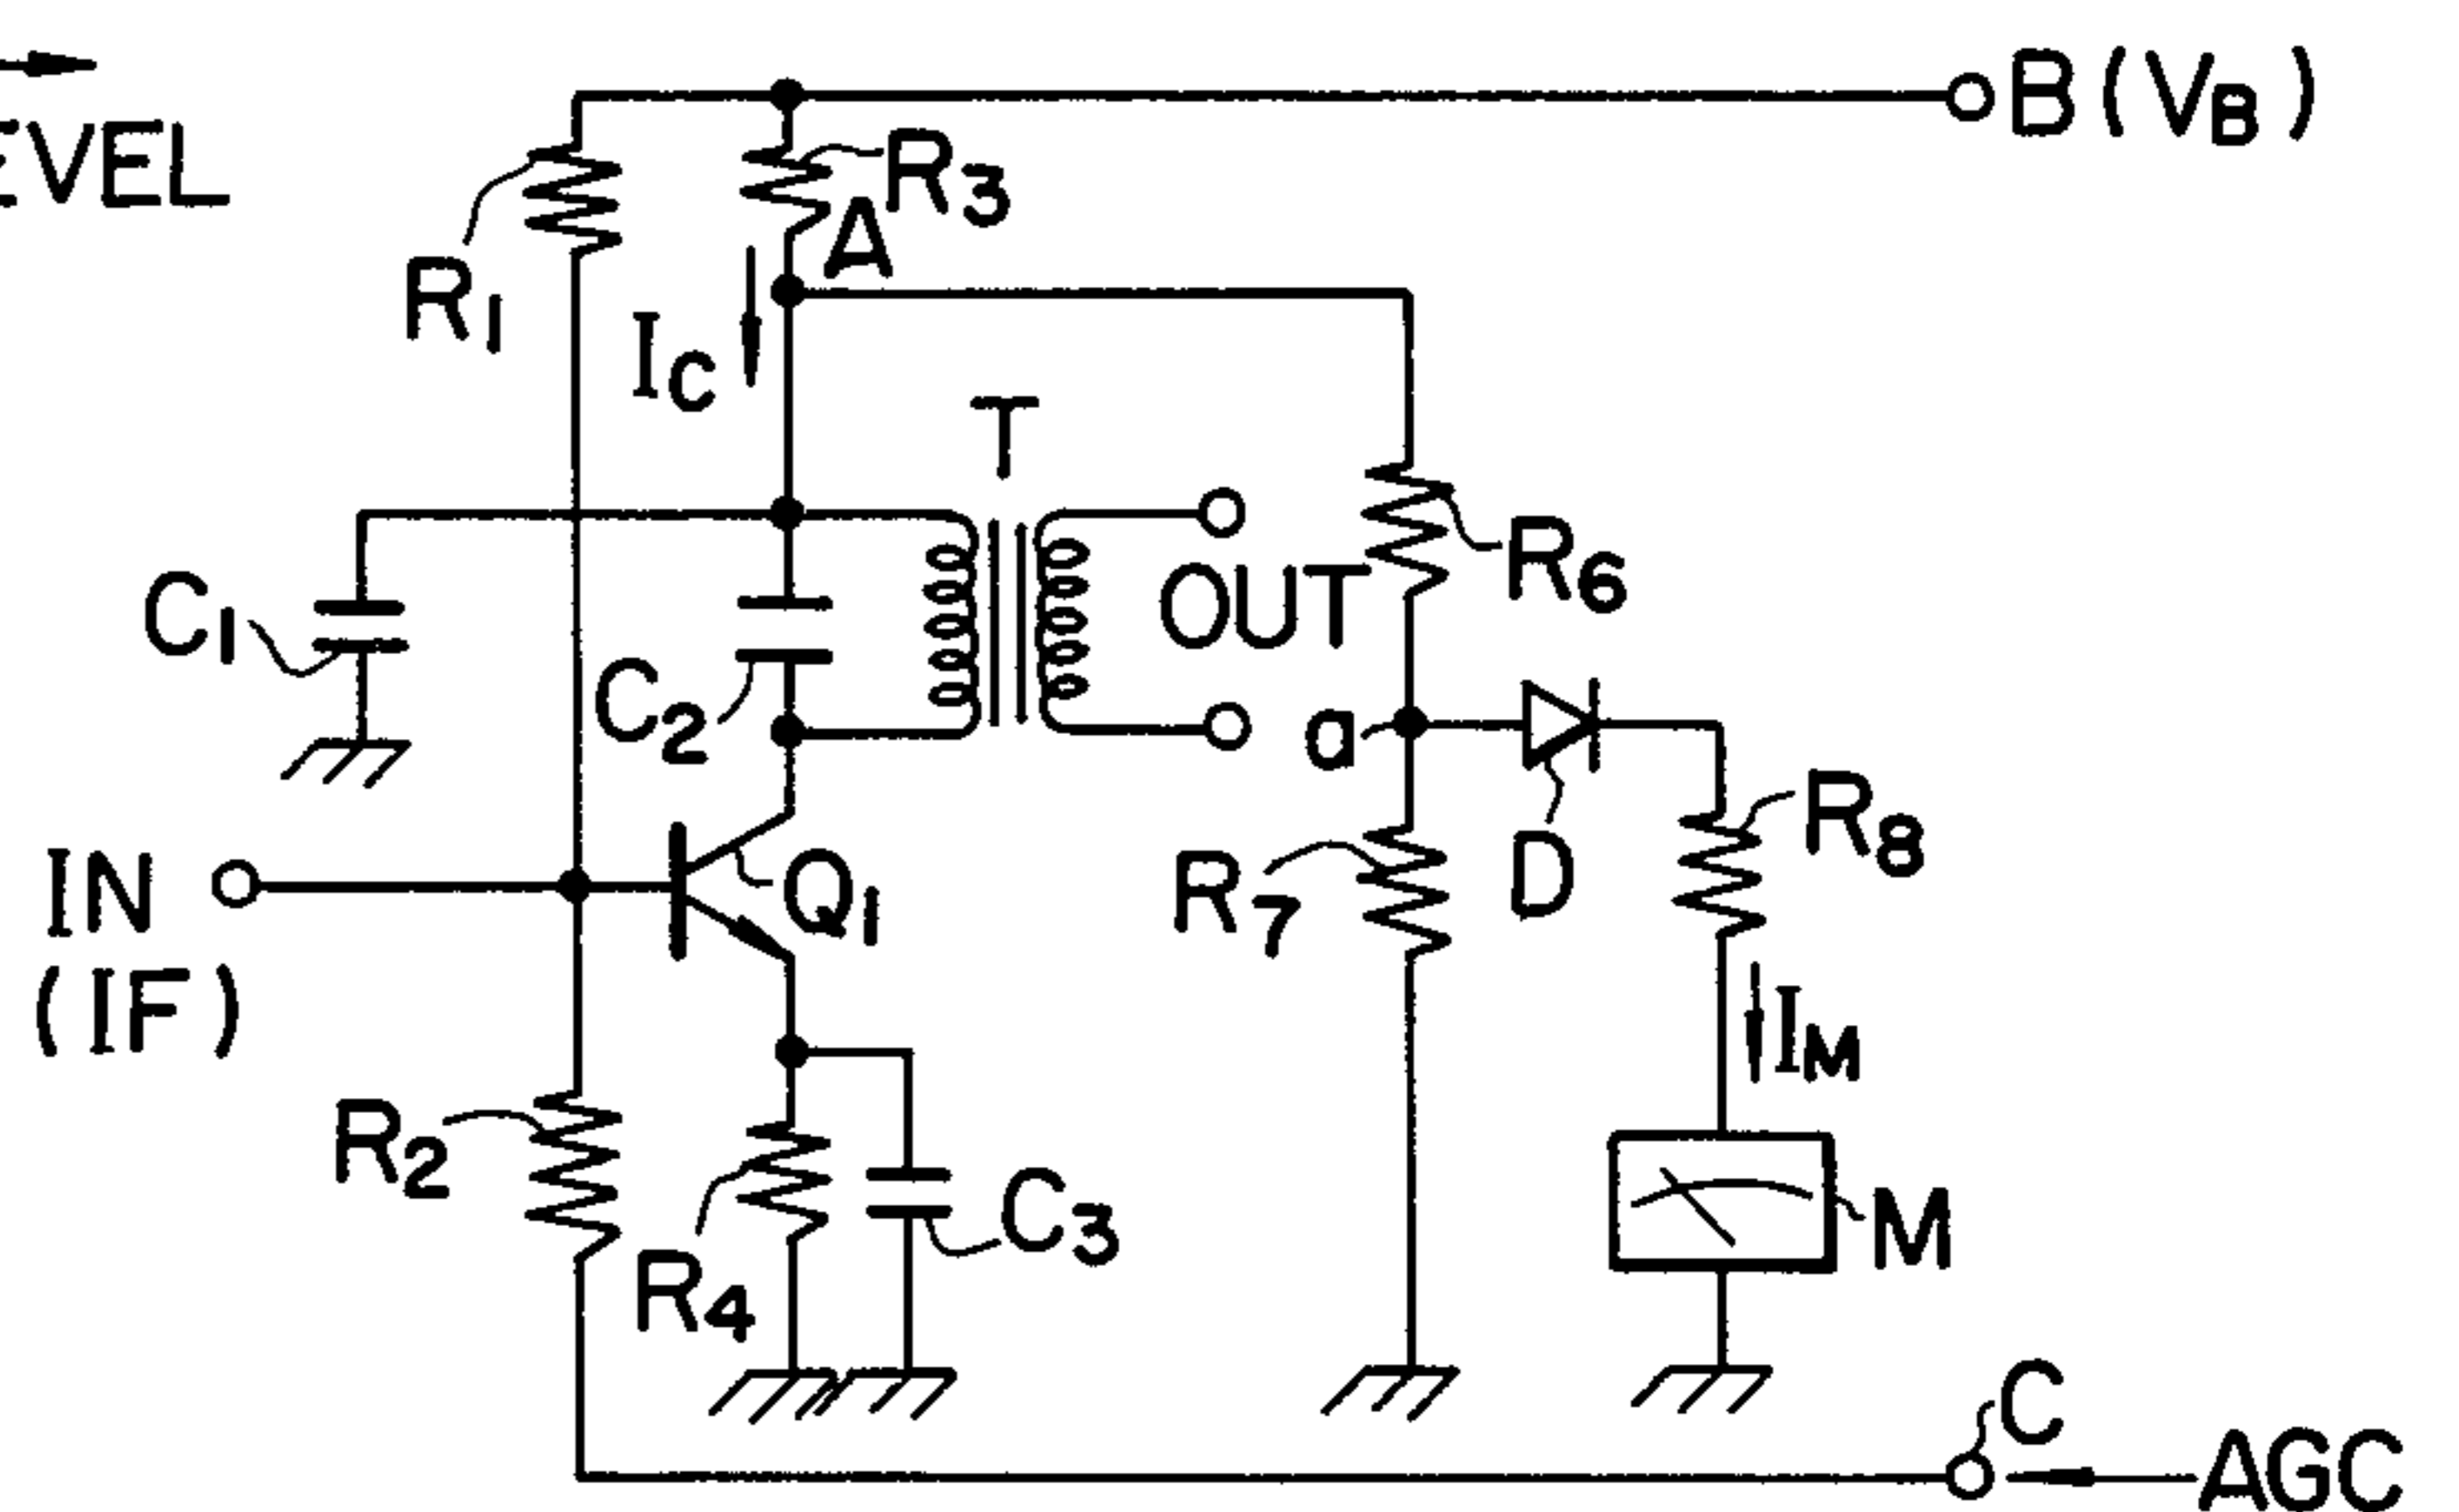 B (VB)
EVEL
R3
A
R1
IC
T
R6
C1
OUT
C2
a
R8
IN
Q1
R7
D
(IF)
IM
R2
M
C3
R4
C
AGC